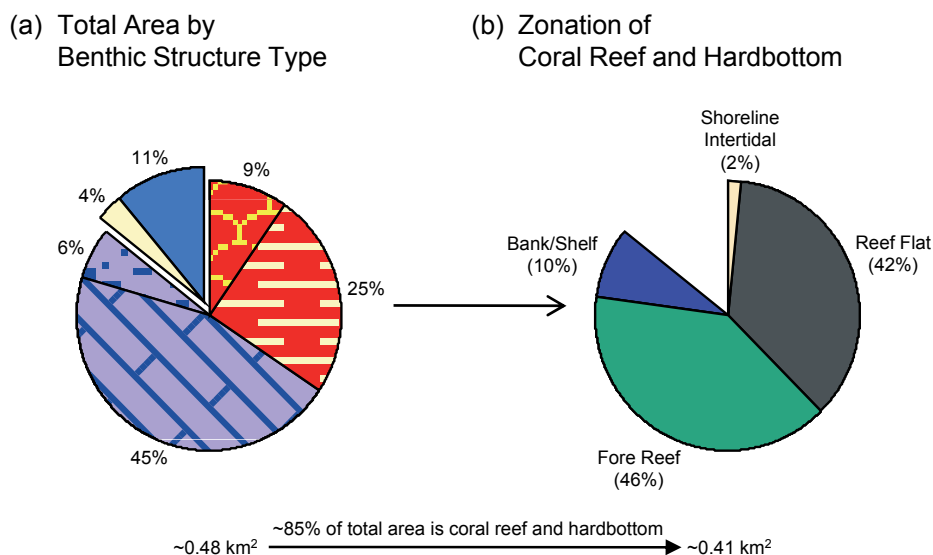 (a) Total Area by
Benthic Structure Type
(b) Zonation of
Coral Reef and Hardbottom
11%
9%
4%
6%
25%
45%
Shoreline
Intertidal
(2%)
Bank/Shelf
(10%)
Reef Flat
(42%)
Fore Reef
(46%)
~85% of total area is coral reef and hardbottom
~0.48 km²
~0.41 km²